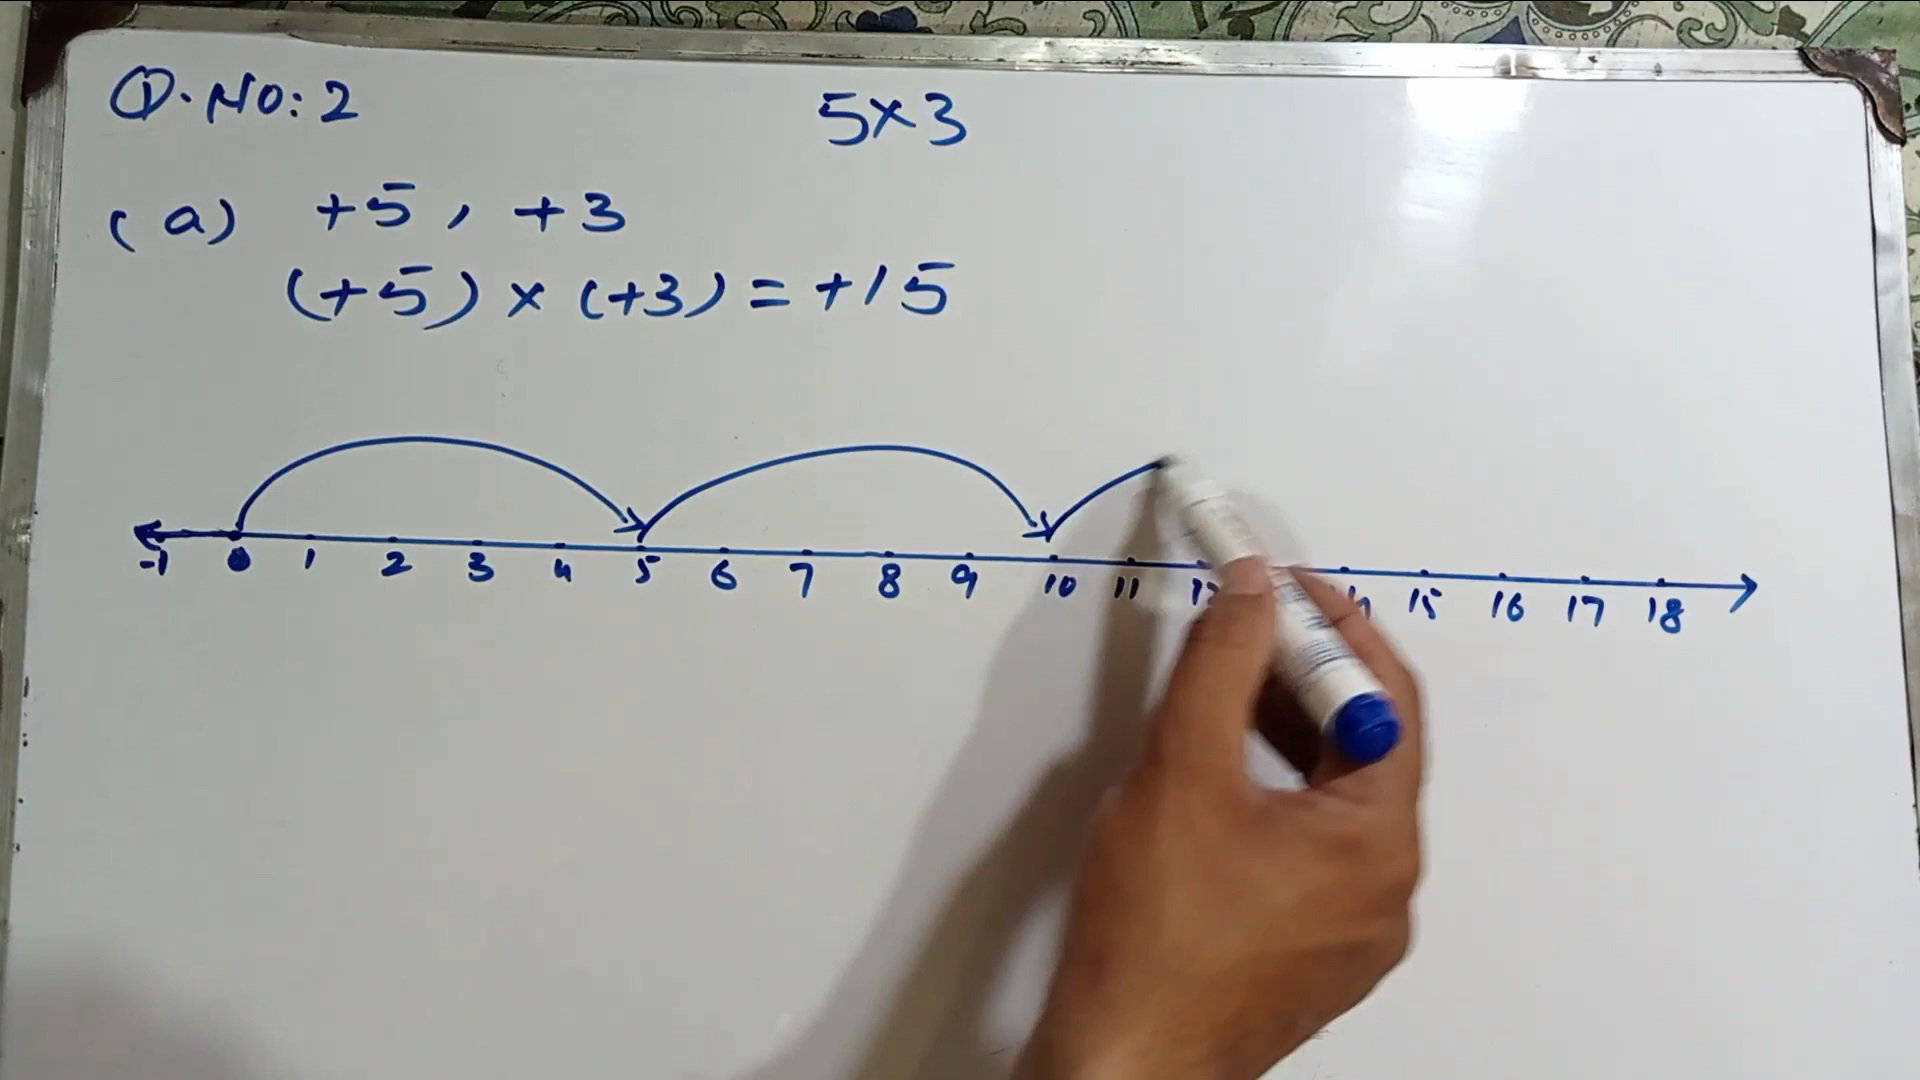 Q.NO:2
5×3
(a) +5, +3
(+5) × (+3) = +15
-1 0 1 2 3 4 5 6 7 8 9 10 11 15 16 17 18